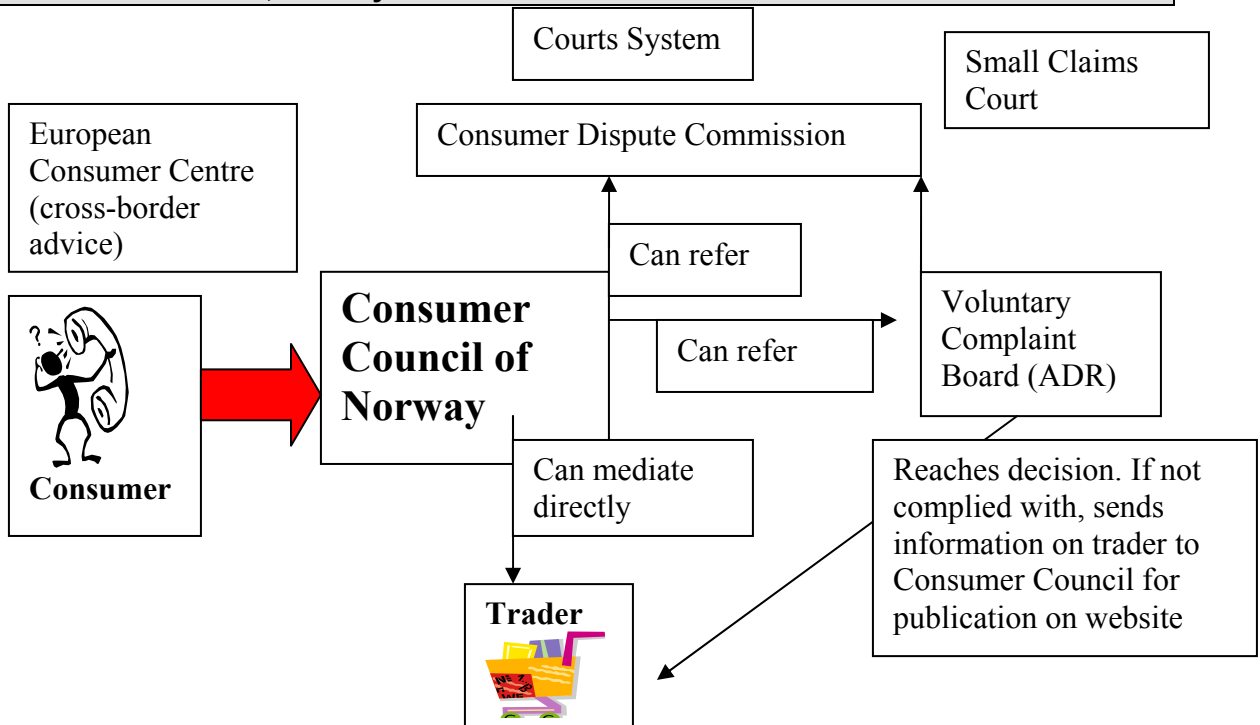 Courts System
Small Claims
Court
European
Consumer Centre
(cross-border
advice)
Consumer Dispute Commission
Can refer
Consumer
Council of
Norway
Can refer
Voluntary
Complaint
Board (ADR)
?
Consumer
Can mediate
directly
Reaches decision. If not
complied with, sends
information on trader to
Consumer Council for
publication on website
Trader